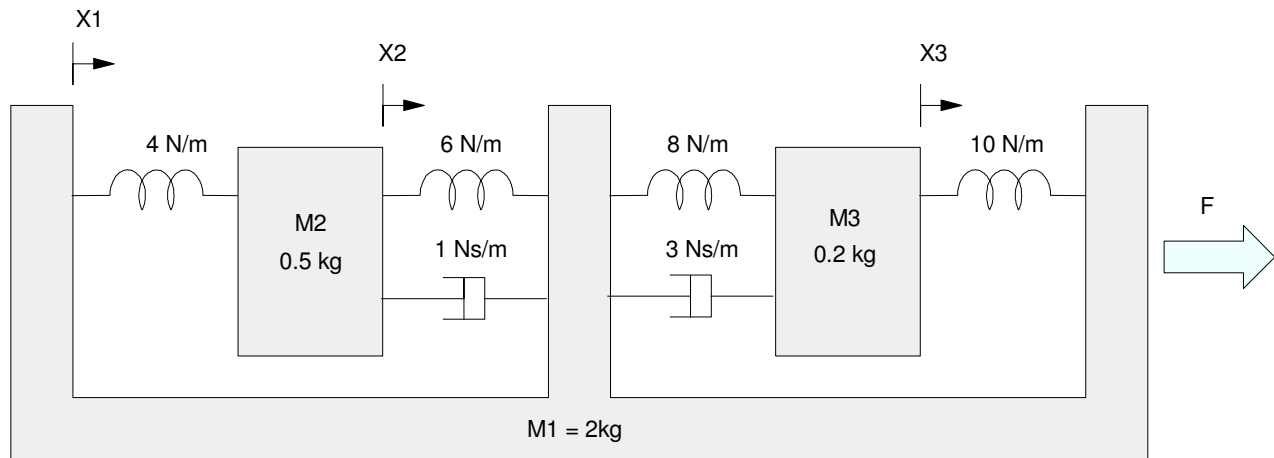 X1
X2
X3
4 N/m
6 N/m
8 N/m
10 N/m
M2
0.5 kg
1 Ns/m
3 Ns/m
M3
0.2 kg
F
M1 = 2kg